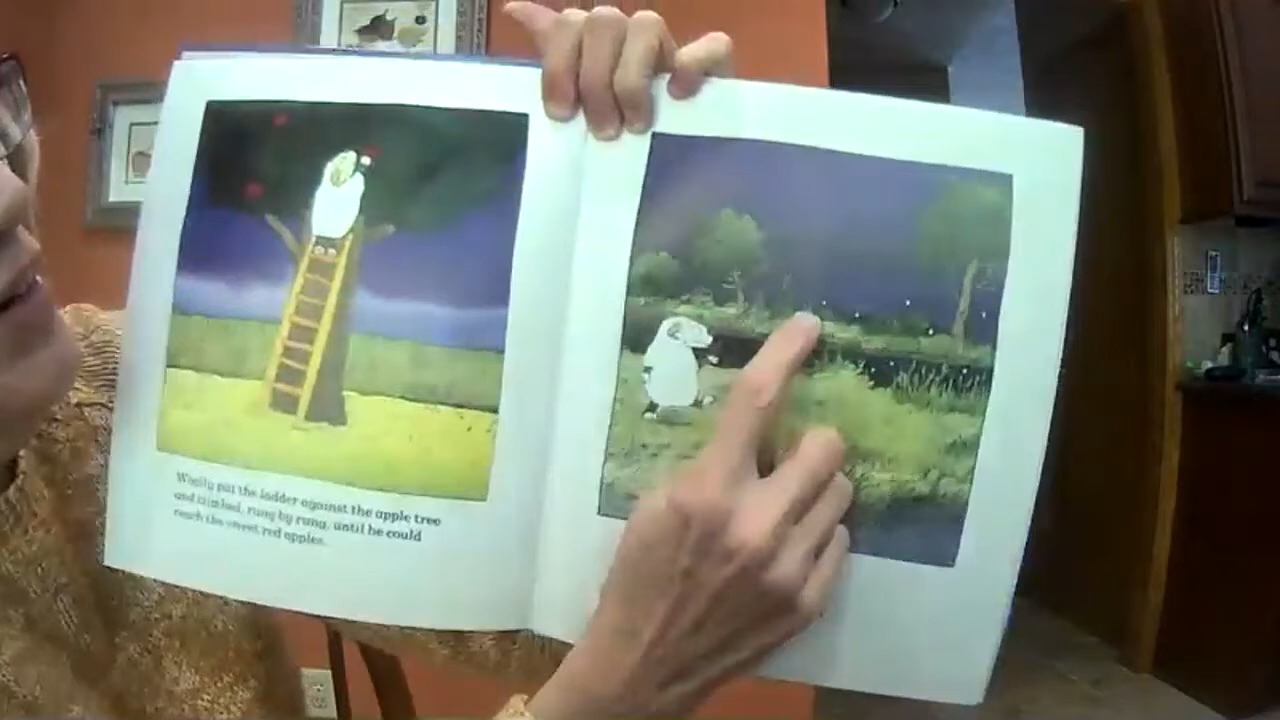 Woolly put the ladder against the apple tree
and climbed, rung by rung, until he could
reach the sweet red apples.